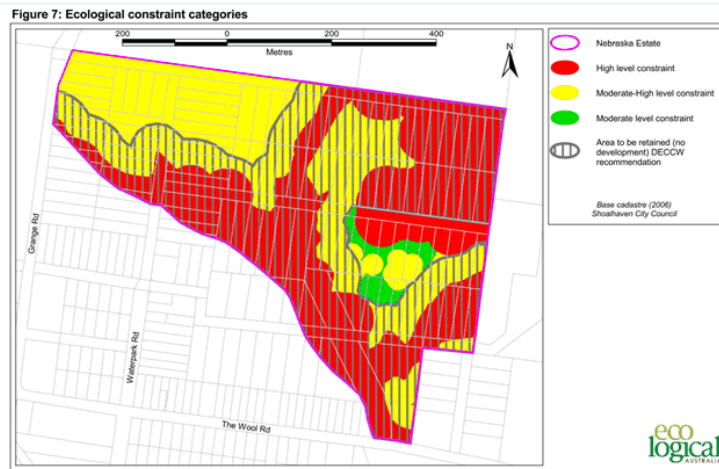 Figure 7: Ecological constraint categories
200 0 200 400
Metres
N
Nebraska Estate
High level constraint
Moderate-High level constraint
Moderate level constraint
Area to be retained (no
development) DECCW
recommendation
Base cadastre (2006)
Shoalhaven City Council
Grange Rd
Waterpark Rd
The Wool Rd
eco
logical
AUSTRALIA